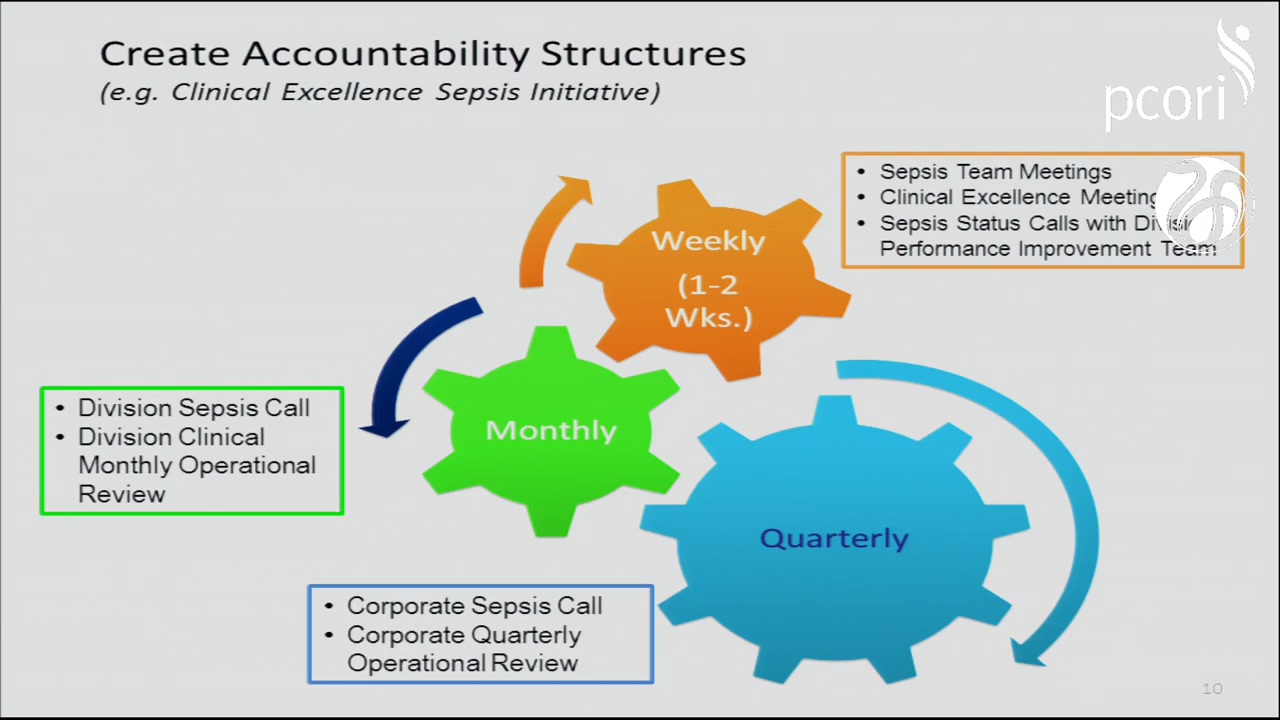 Create Accountability Structures
(e.g. Clinical Excellence Sepsis Initiative)
pcori
• Sepsis Team Meetings
• Clinical Excellence Meeting
• Sepsis Status Calls with
Performance Improvement Team
Weekly
(1-2
Wks.)
• Division Sepsis Call
• Division Clinical
Monthly Operational
Review
Monthly
Quarterly
• Corporate Sepsis Call
• Corporate Quarterly
Operational Review
10